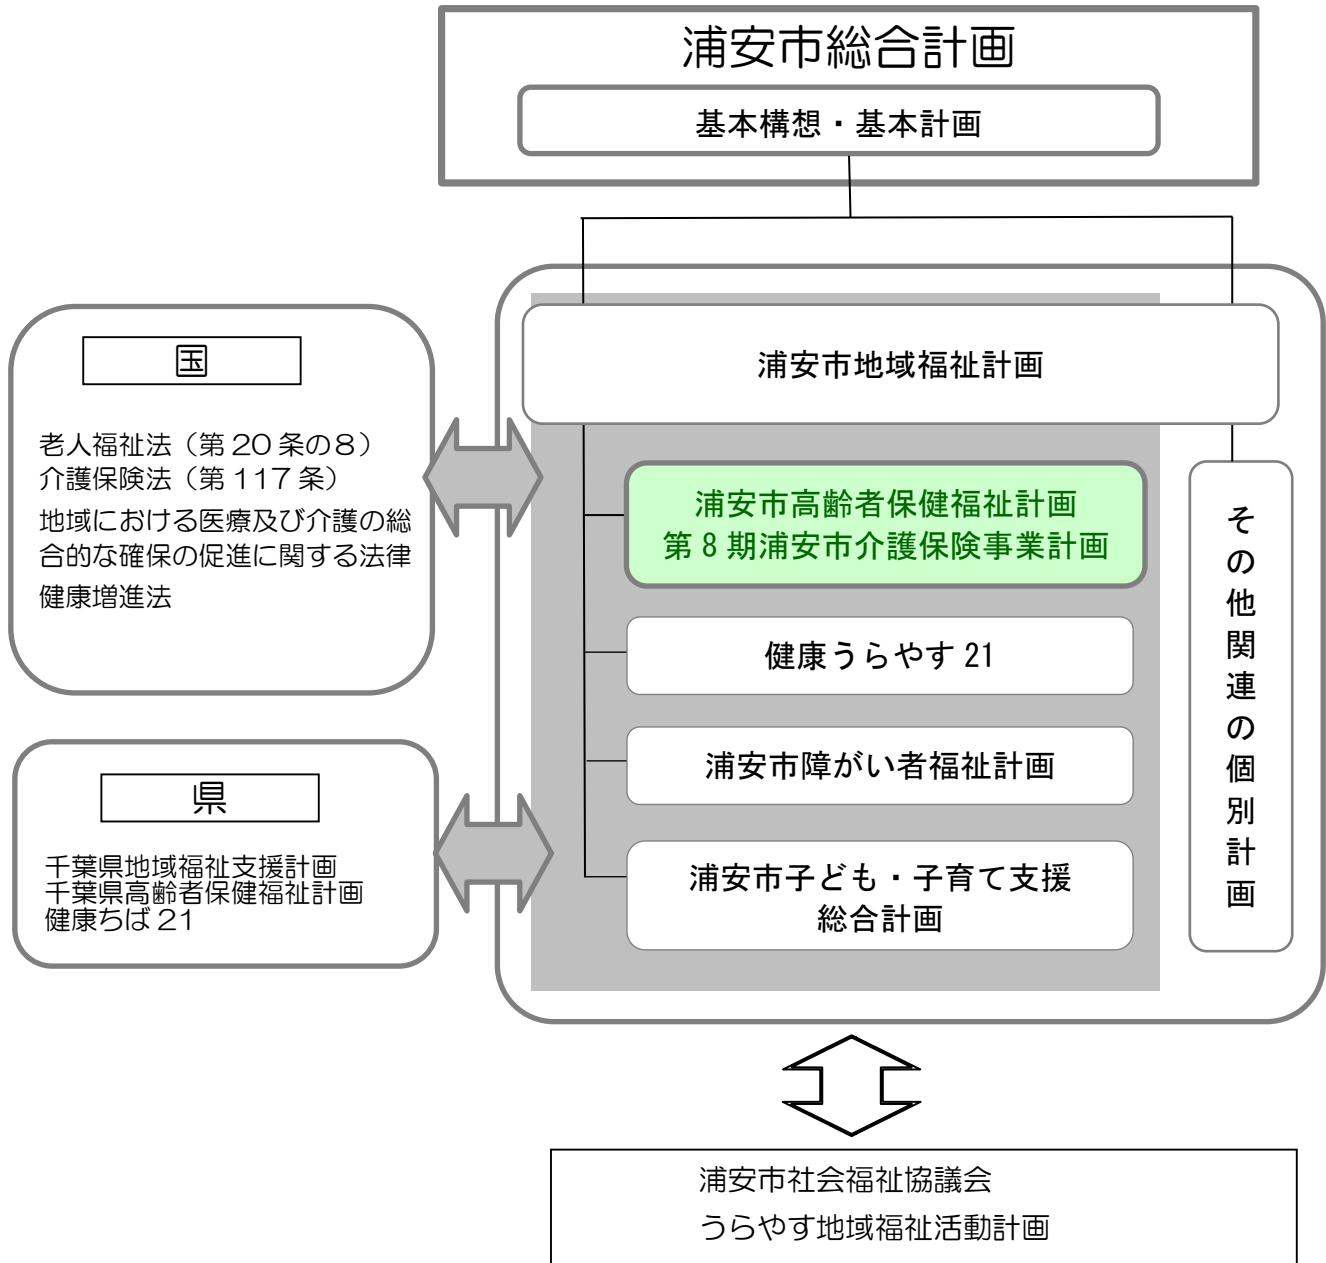 浦安市総合計画
基本構想・基本計画
国
老人福祉法（第20条の8）
介護保険法（第117条）
地域における医療及び介護の総
合的な確保の促進に関する法律
健康増進法
県
千葉県地域福祉支援計画
千葉県高齢者保健福祉計画
健康ちば21
浦安市地域福祉計画
浦安市高齢者保健福祉計画
第8期浦安市介護保険事業計画
健康うらやす21
浦安市障がい者福祉計画
浦安市子ども・子育て支援
総合計画
その他関連の個別計画
浦安市社会福祉協議会
うらやす地域福祉活動計画